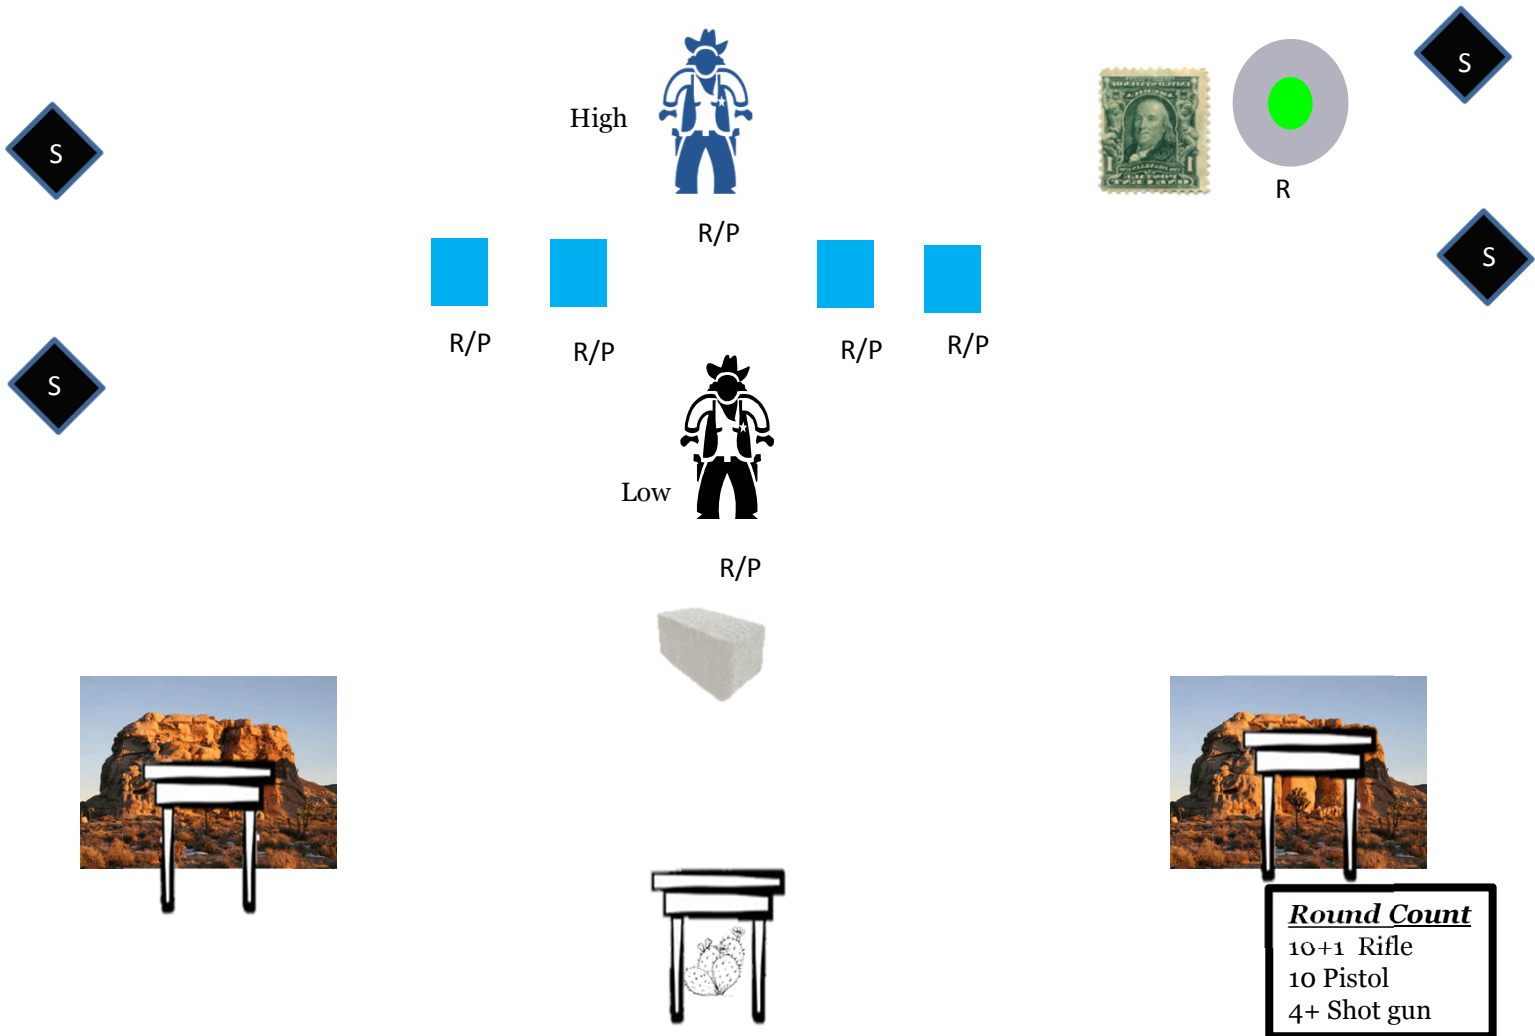 S
S
High
R
R/P
S
S
R/P
R/P
R/P
R/P
Low
R/P
Round Count
10+1 Rifle
10 Pistol
4+ Shot gun